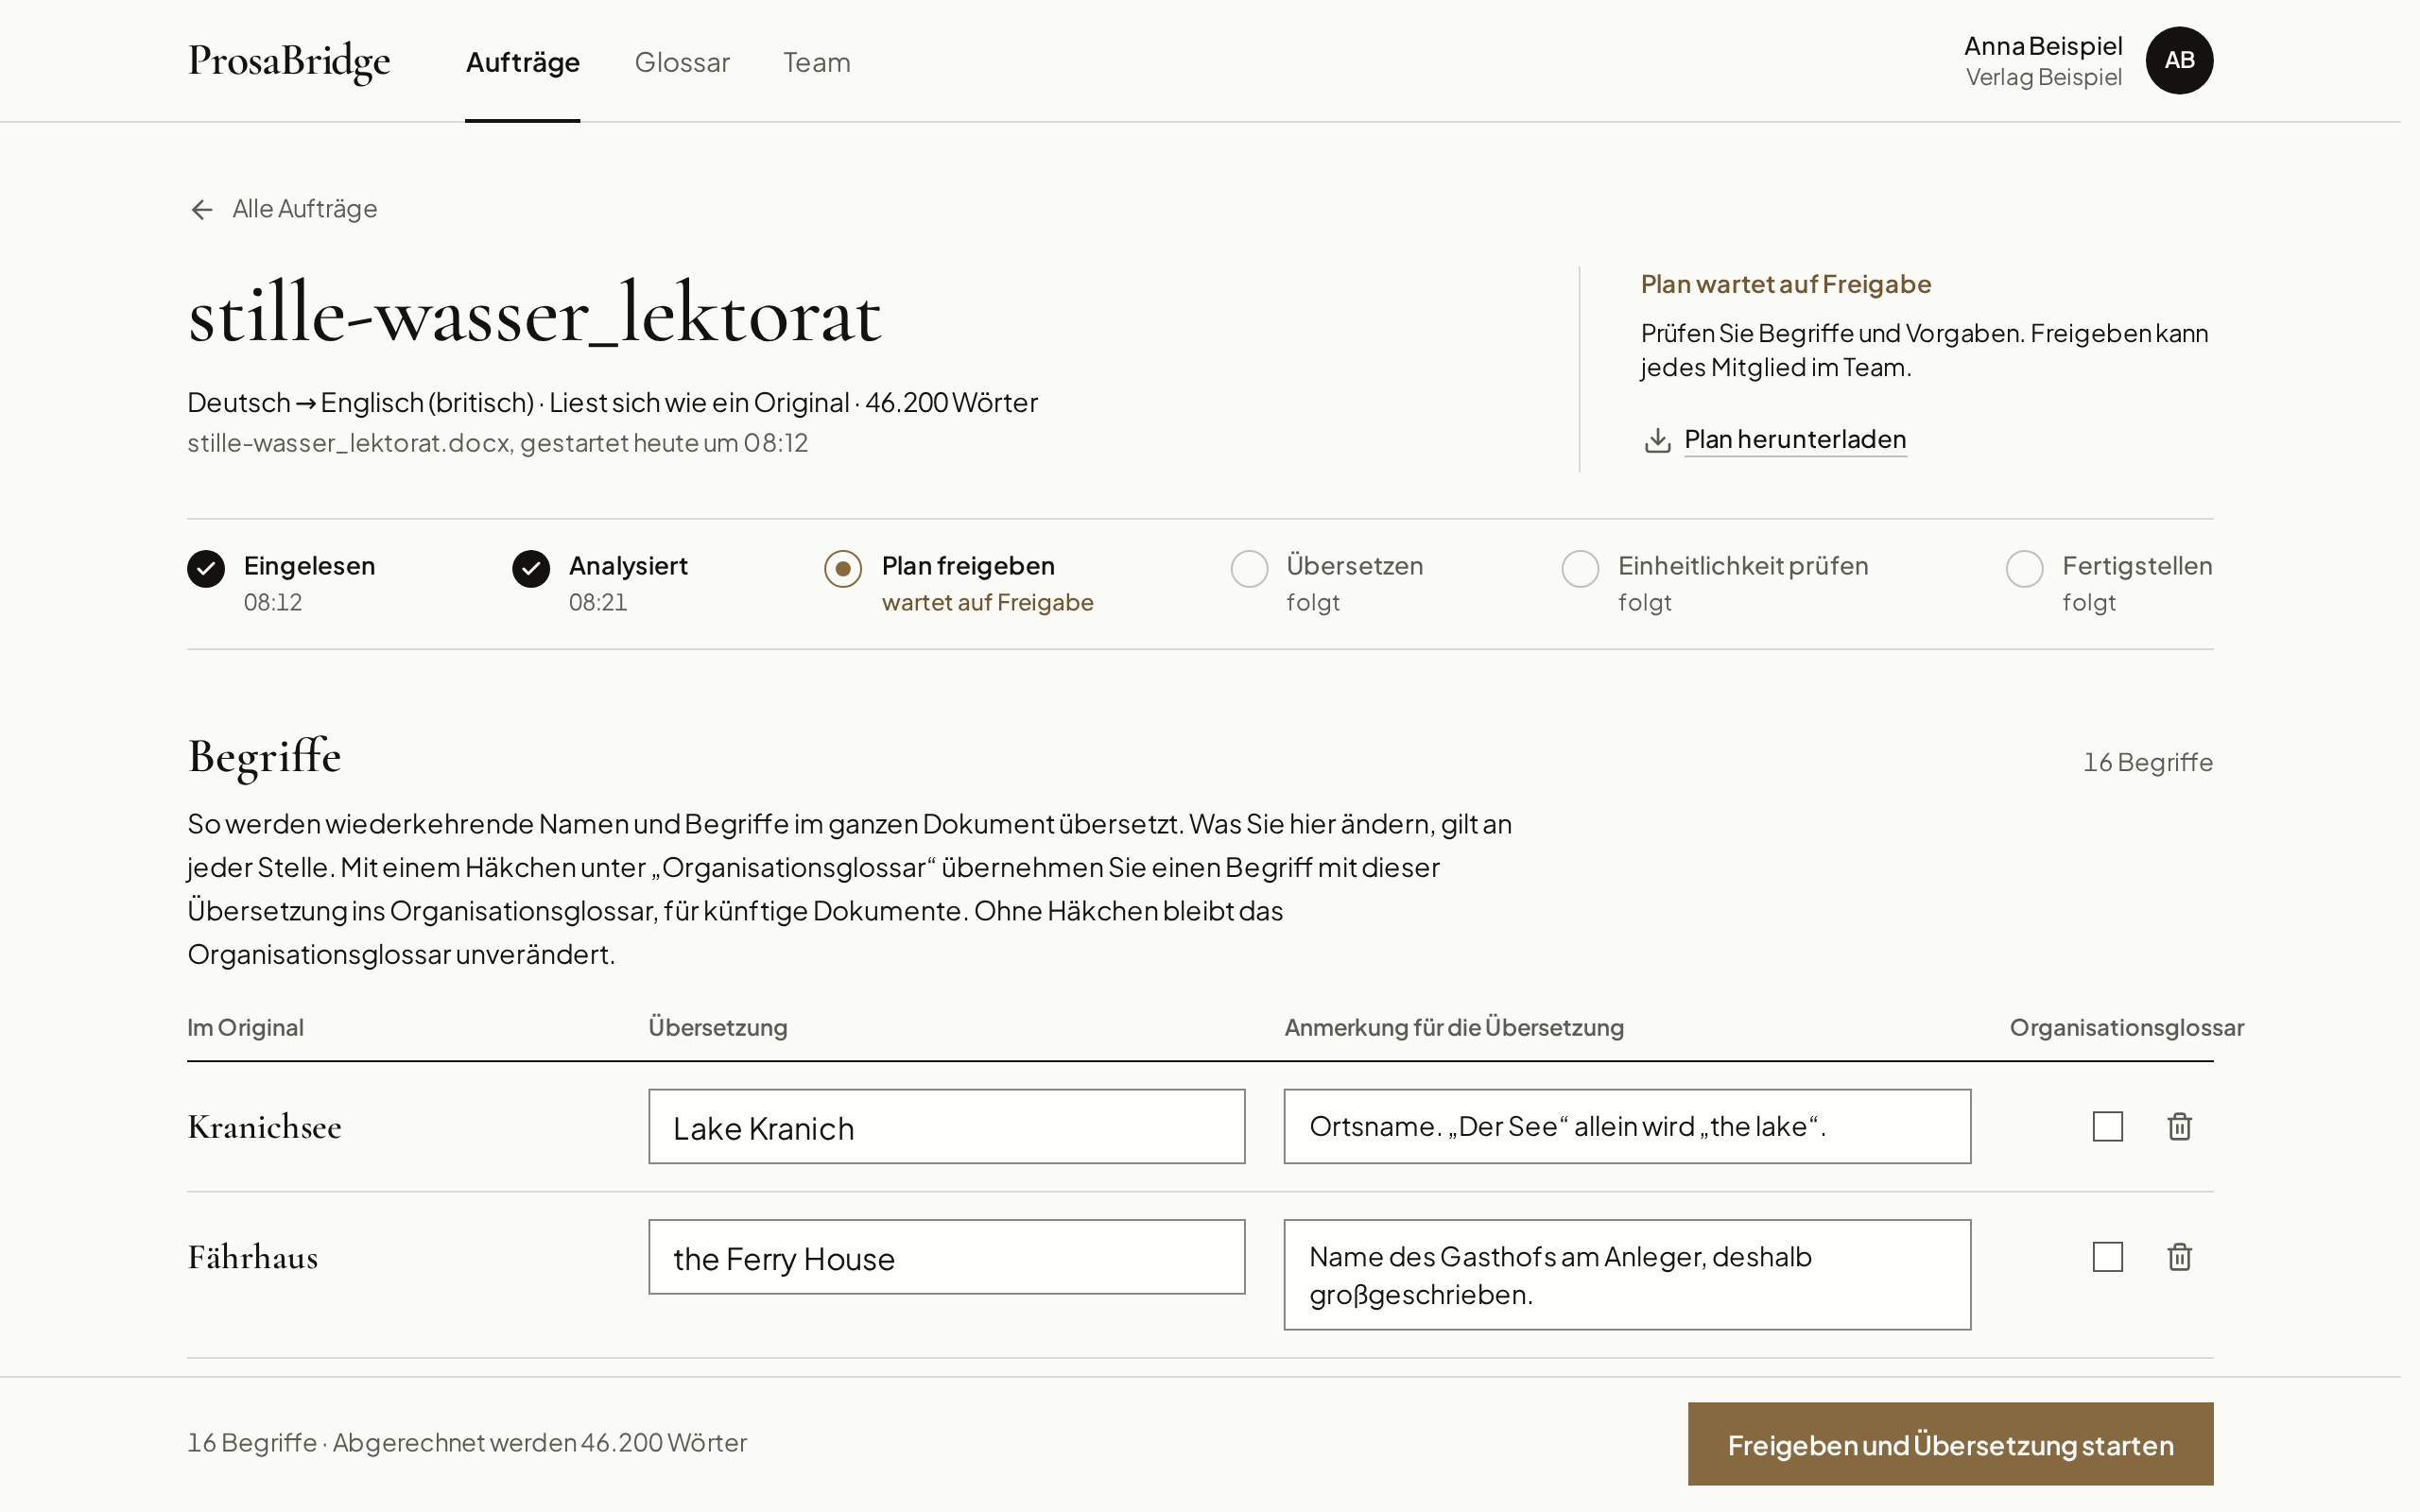 ProsaBridge
Aufträge
Glossar
Team
Anna Beispiel
Verlag Beispiel
AB
Alle Aufträge
stille-wasser_lektorat
Deutsch → Englisch (britisch) · Liest sich wie ein Original · 46.200 Wörter
stille-wasser_lektorat.docx, gestartet heute um 08:12
Plan wartet auf Freigabe
Prüfen Sie Begriffe und Vorgaben. Freigeben kann
jedes Mitglied im Team.
Plan herunterladen
Eingelesen
08:12
Analysiert
08:21
Plan freigeben
wartet auf Freigabe
Übersetzen
folgt
Einheitlichkeit prüfen
folgt
Fertigstellen
folgt
Begriffe
16 Begriffe
So werden wiederkehrende Namen und Begriffe im ganzen Dokument übersetzt. Was Sie hier ändern, gilt an
jeder Stelle. Mit einem Häkchen unter „Organisationsglossar“ übernehmen Sie einen Begriff mit dieser
Übersetzung ins Organisationsglossar, für künftige Dokumente. Ohne Häkchen bleibt das
Organisationsglossar unverändert.
Im Original
Übersetzung
Anmerkung für die Übersetzung
Organisationsglossar
Kranichsee
Lake Kranich
Ortsname. „Der See“ allein wird „the lake“.
Fährhaus
the Ferry House
Name des Gasthofs am Anleger, deshalb
großgeschrieben.
16 Begriffe · Abgerechnet werden 46.200 Wörter
Freigeben und Übersetzung starten